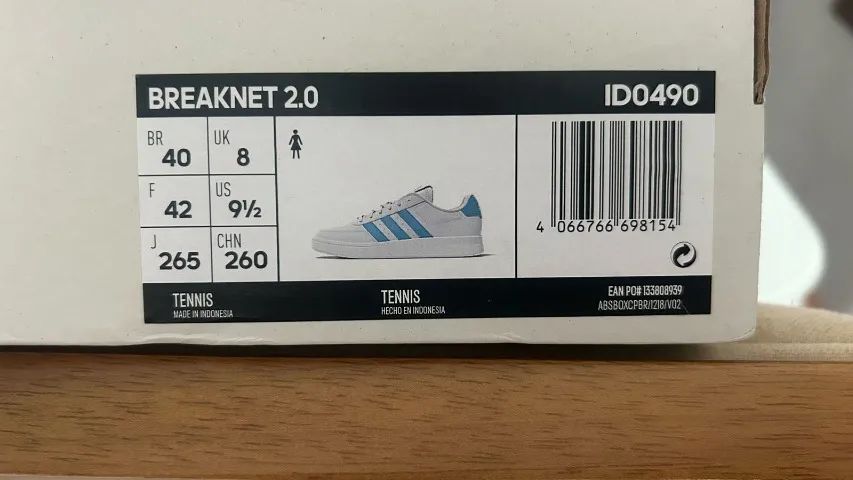 BREAKNET 2.0
ID0490
BR
40
UK
8
F
42
US
9½
J
265
CHN
260
4 066766 698154
TENNIS
MADE IN INDONESIA
TENNIS
HECHO EN INDONESIA
EAN PO# 133808939
ABSBOXCPBR/1218/V02